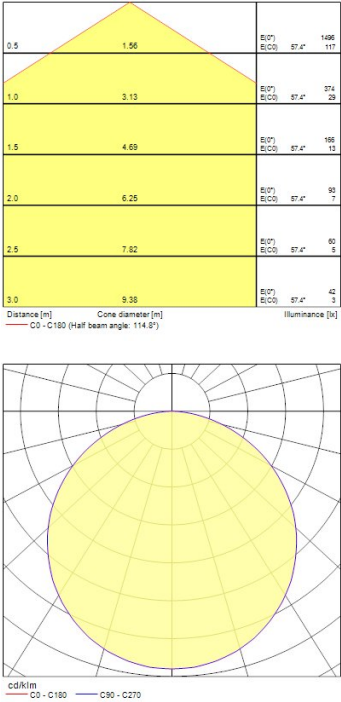 E(0°) 1496
0.5 1.56 E(C0) 57.4° 117
E(0°) 374
1.0 3.13 E(C0) 57.4° 29
E(0°) 166
1.5 4.69 E(C0) 57.4° 13
E(0°) 93
2.0 6.25 E(C0) 57.4° 7
E(0°) 60
2.5 7.82 E(C0) 57.4° 5
E(0°) 42
3.0 9.38 E(C0) 57.4° 3
Distance [m] Cone diameter [m] Illuminance [lx]
C0 - C180 (Half beam angle: 114.8°)
cd/klm
C0 - C180 C90 - C270